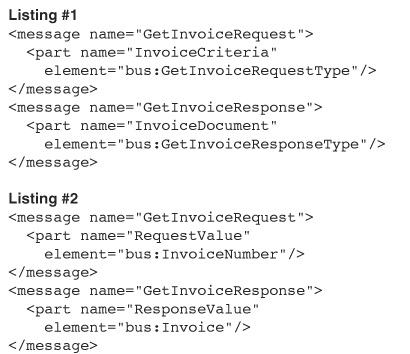 Listing #1
<message name="GetInvoiceRequest">
  <part name="InvoiceCriteria"
    element="bus:GetInvoiceRequestType"/>
</message>
<message name="GetInvoiceResponse">
  <part name="InvoiceDocument"
    element="bus:GetInvoiceResponseType"/>
</message>
Listing #2
<message name="GetInvoiceRequest">
  <part name="RequestValue"
    element="bus:InvoiceNumber"/>
</message>
<message name="GetInvoiceResponse">
  <part name="ResponseValue"
    element="bus:Invoice"/>
</message>